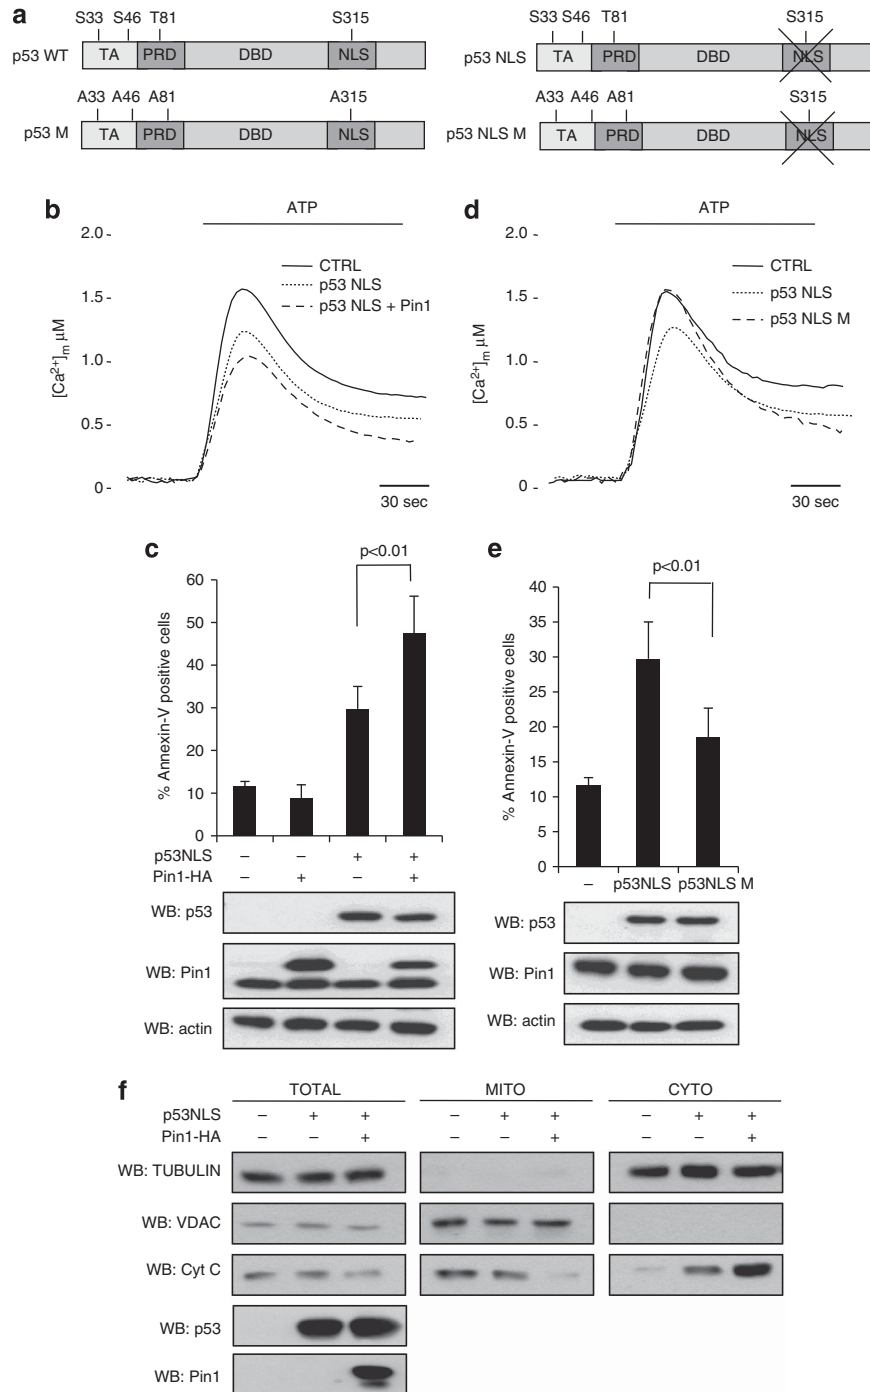 a
S33 S46 T81 S315
p53 WT TA PRD DBD NLS
A33 A46 A81 A315
p53 M TA PRD DBD NLS
S33 S46 T81 S315
p53 NLS TA PRD DBD NLS
A33 A46 A81 S315
p53 NLS M TA PRD DBD NLS
b
ATP
2.0 -
1.5 -
1.0 -
0.5 -
0 -
[Ca2+]m μM
CTRL
p53 NLS
p53 NLS + Pin1
30 sec
d
ATP
2.0 -
1.5 -
1.0 -
0.5 -
0 -
[Ca2+]m μM
CTRL
p53 NLS
p53 NLS M
30 sec
c
p<0.01
60
50
40
30
20
10
0
% Annexin-V positive cells
p53NLS – – + +
Pin1-HA – + – +
WB: p53
WB: Pin1
WB: actin
e
p<0.01
40
35
30
25
20
15
10
5
0
% Annexin-V positive cells
– p53NLS p53NLS M
WB: p53
WB: Pin1
WB: actin
f
TOTAL MITO CYTO
p53NLS – + + – + + – + +
Pin1-HA – – + – – + – – +
WB: TUBULIN
WB: VDAC
WB: Cyt C
WB: p53
WB: Pin1